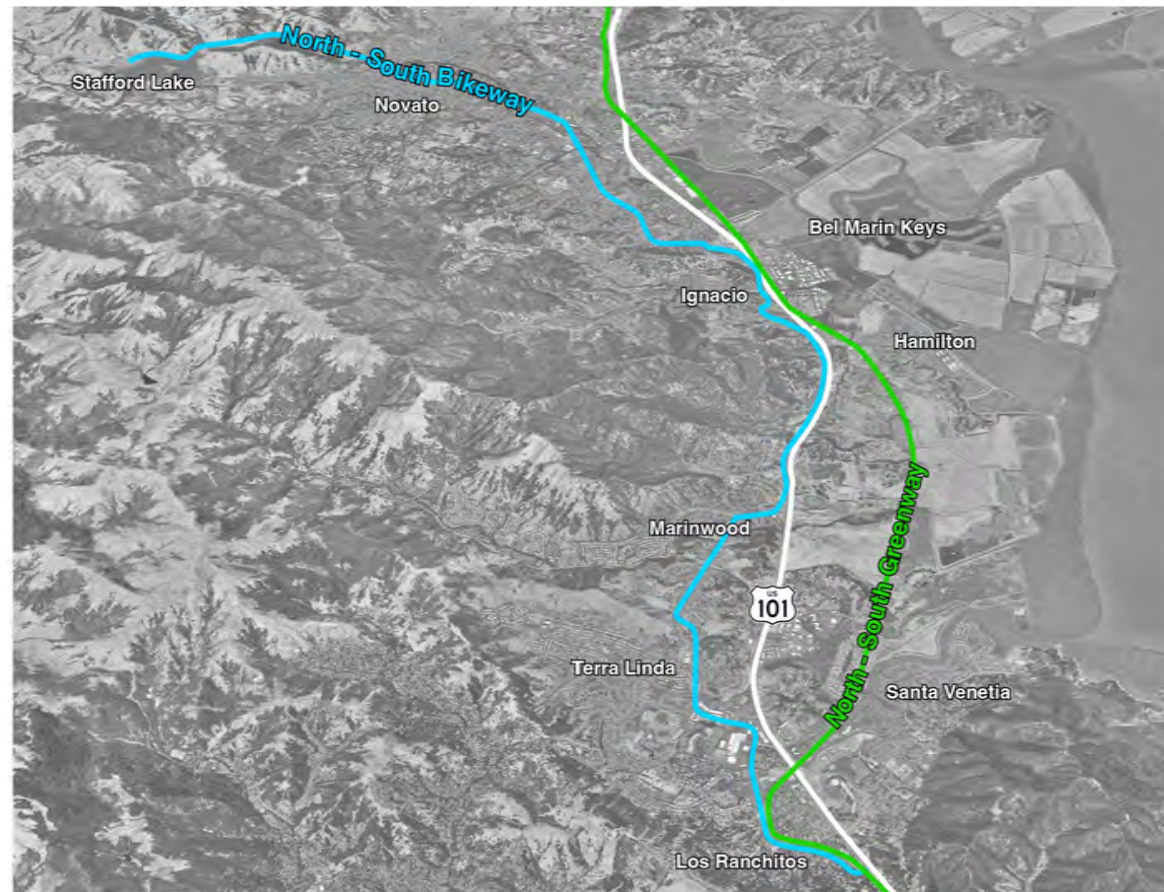 North - South Bikeway
Stafford Lake
Novato
Bel Marin Keys
Ignacio
Hamilton
North - South Greenway
Marinwood
US
101
Terra Linda
Santa Venetia
Los Ranchitos